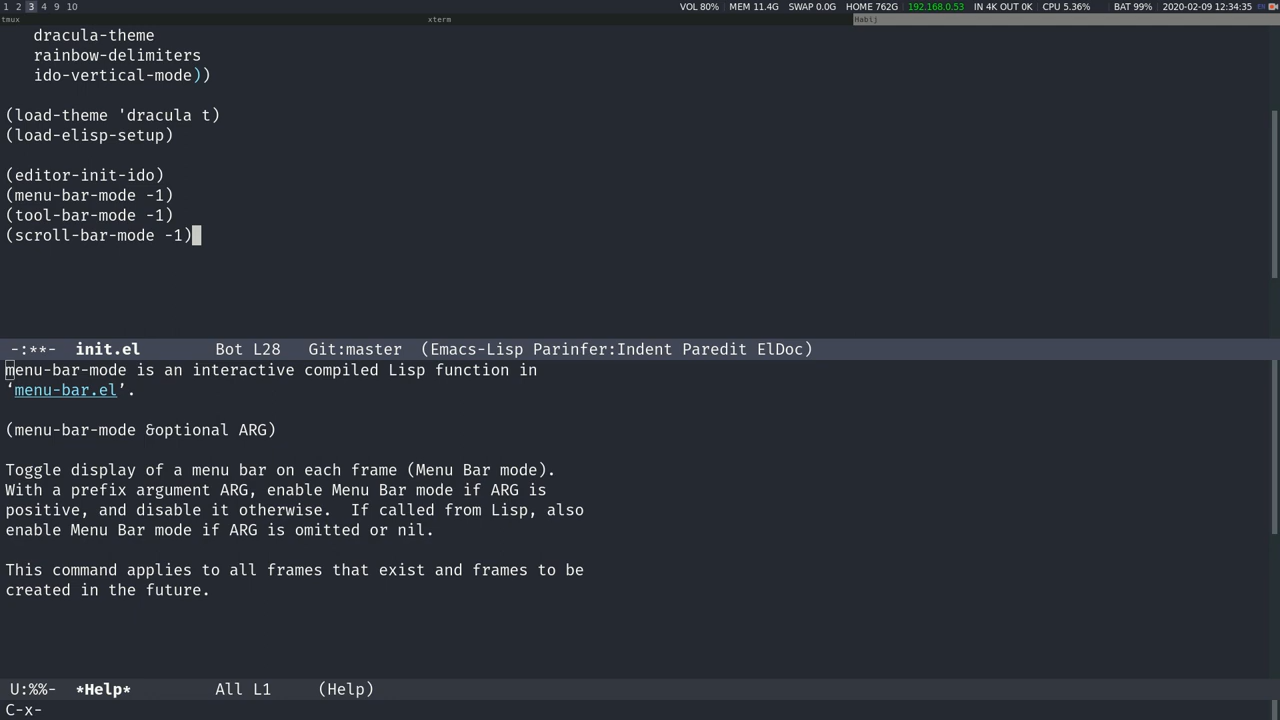 1 2 3 4 9 10 VOL 80% MEM 11.4G SWAP 0.0G HOME 762G 192.168.0.53 IN 4K OUT 0K CPU 5.36% BAT 99% 2020-02-09 12:34:35
tmux xterm
dracula-theme
rainbow-delimiters
ido-vertical-mode))
(load-theme 'dracula t)
(load-elisp-setup)
(editor-init-ido)
(menu-bar-mode -1)
(tool-bar-mode -1)
(scroll-bar-mode -1)
-:**- init.el Bot L28 Git:master (Emacs-Lisp Parinfer:Indent Paredit ElDoc)
menu-bar-mode is an interactive compiled Lisp function in
‘menu-bar.el’.
(menu-bar-mode &optional ARG)
Toggle display of a menu bar on each frame (Menu Bar mode).
With a prefix argument ARG, enable Menu Bar mode if ARG is
positive, and disable it otherwise.  If called from Lisp, also
enable Menu Bar mode if ARG is omitted or nil.
This command applies to all frames that exist and frames to be
created in the future.
U:%%- *Help* All L1 (Help)
C-x-